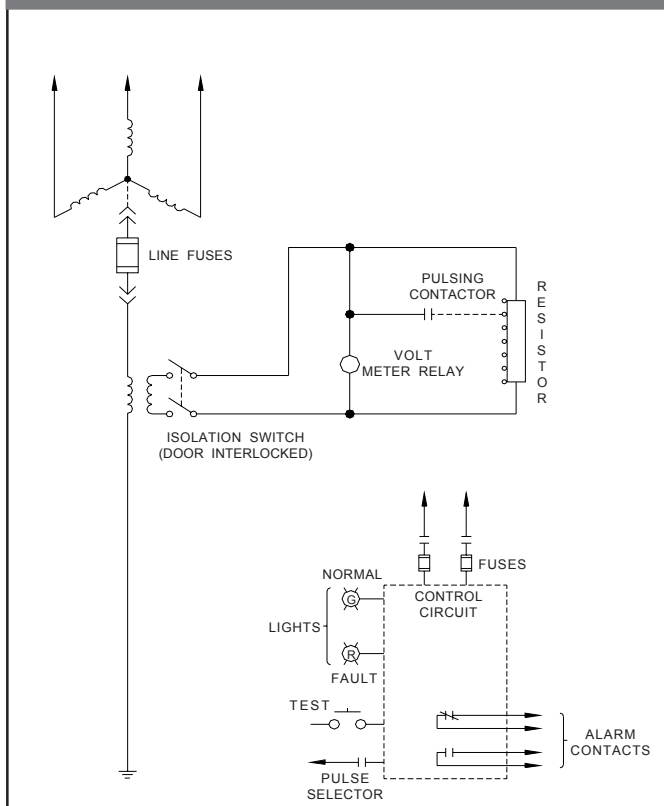 LINE FUSES
PULSING
CONTACTOR
RESISTOR
VOLT
METER RELAY
ISOLATION SWITCH
(DOOR INTERLOCKED)
FUSES
NORMAL
CONTROL
CIRCUIT
G
LIGHTS
R
FAULT
TEST
ALARM
CONTACTS
PULSE
SELECTOR